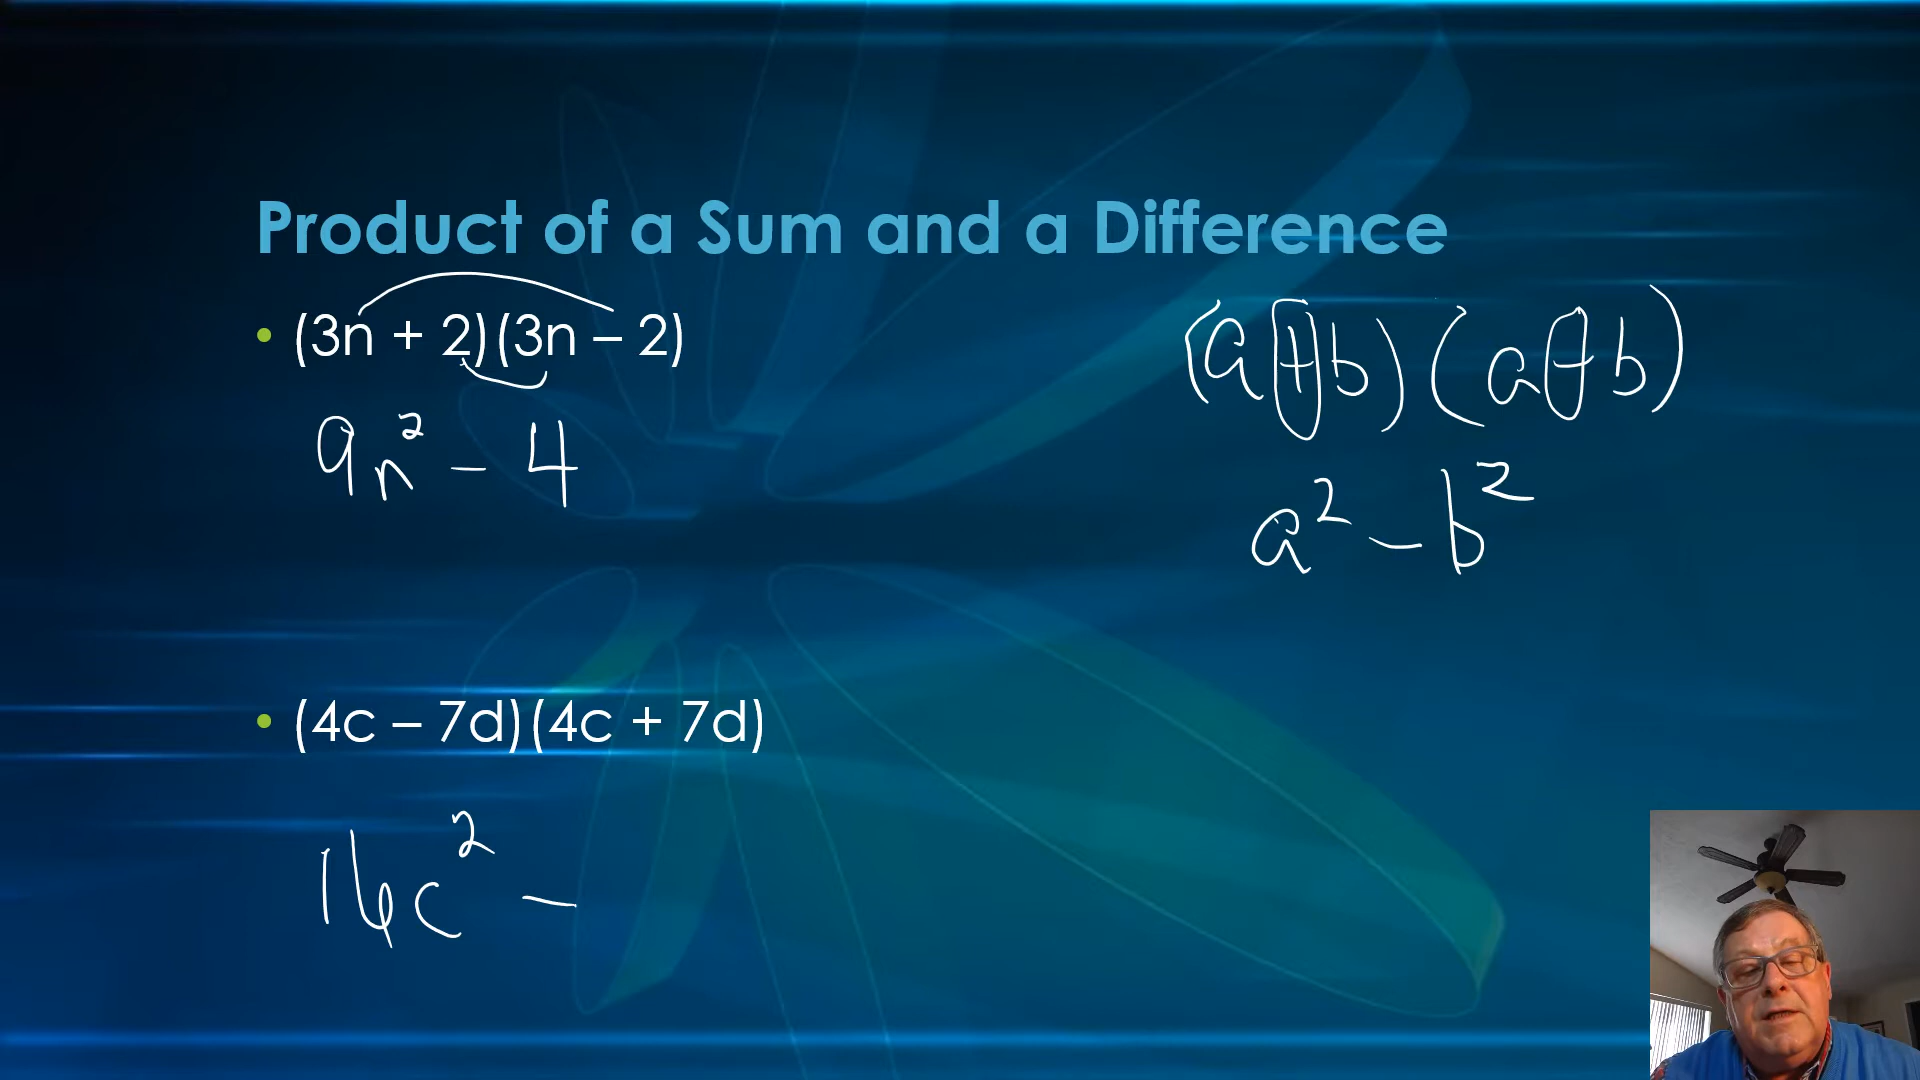 Product of a Sum and a Difference
• (3n + 2)(3n – 2)
(a + b)(a - b)
9n² - 4
a² - b²
• (4c – 7d)(4c + 7d)
16c² -